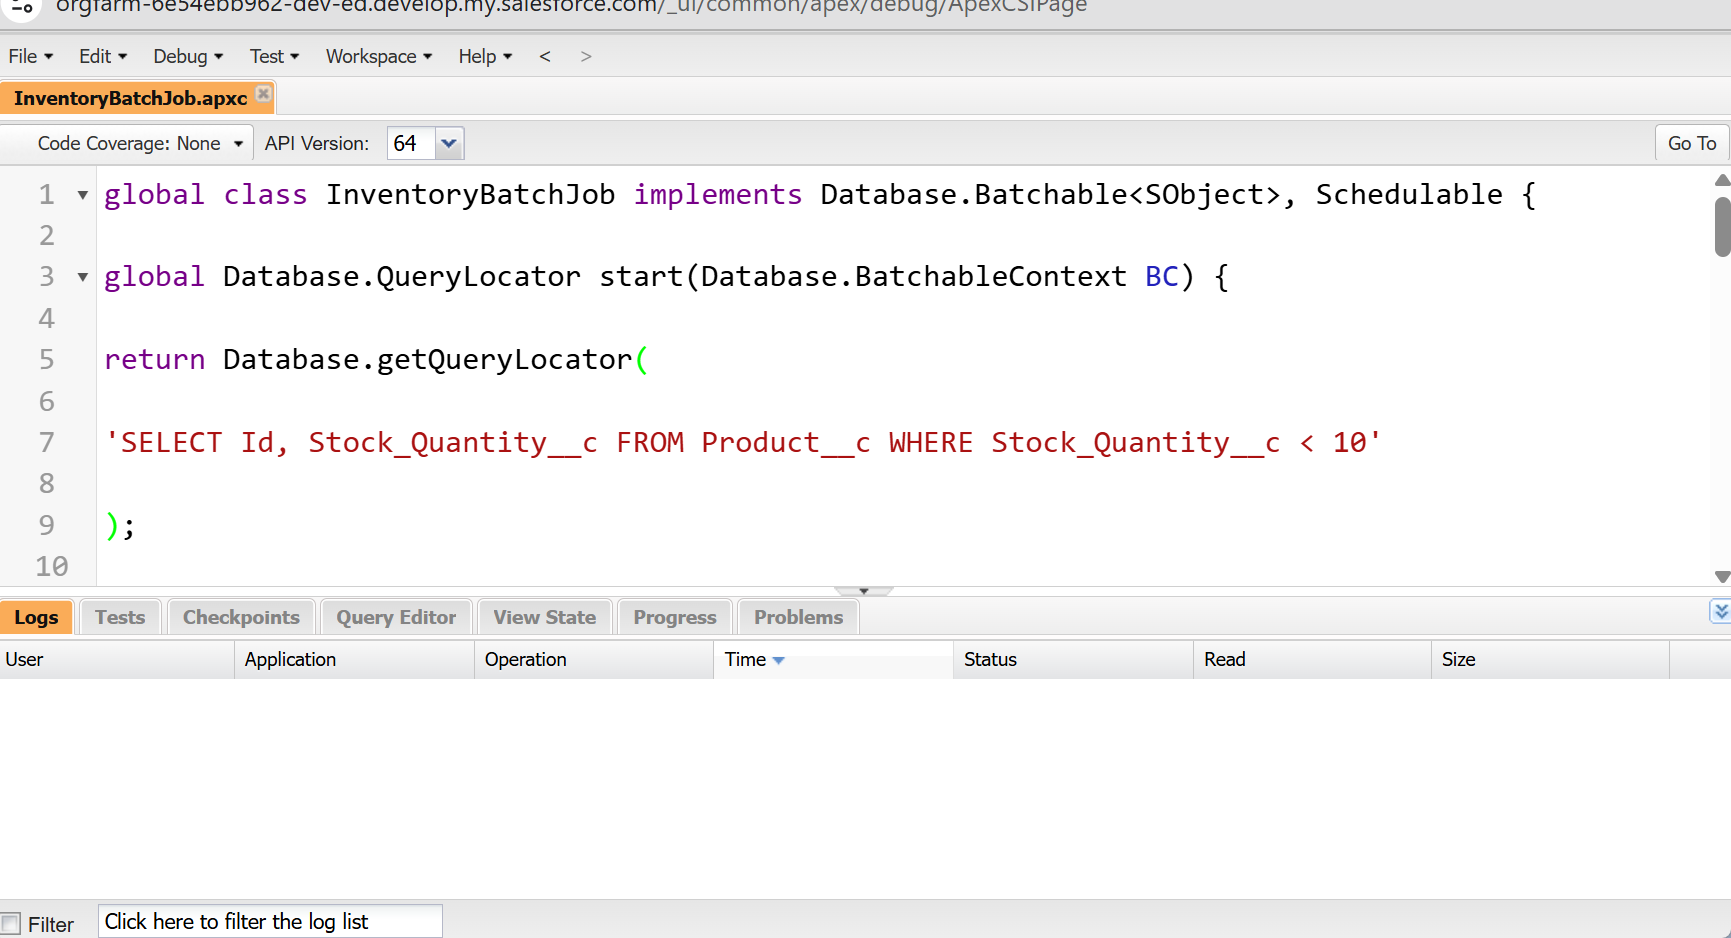 orgfarm-6e54ebb962-dev-ed.develop.my.salesforce.com/_ui/common/apex/debug/ApexCSIPage
File Edit Debug Test Workspace Help < >
InventoryBatchJob.apxc
Code Coverage: None API Version: 64 Go To
1 global class InventoryBatchJob implements Database.Batchable<SObject>, Schedulable {
2
3 global Database.QueryLocator start(Database.BatchableContext BC) {
4
5 return Database.getQueryLocator(
6
7 'SELECT Id, Stock_Quantity__c FROM Product__c WHERE Stock_Quantity__c < 10'
8
9 );
10
Logs Tests Checkpoints Query Editor View State Progress Problems
User Application Operation Time Status Read Size
Filter Click here to filter the log list